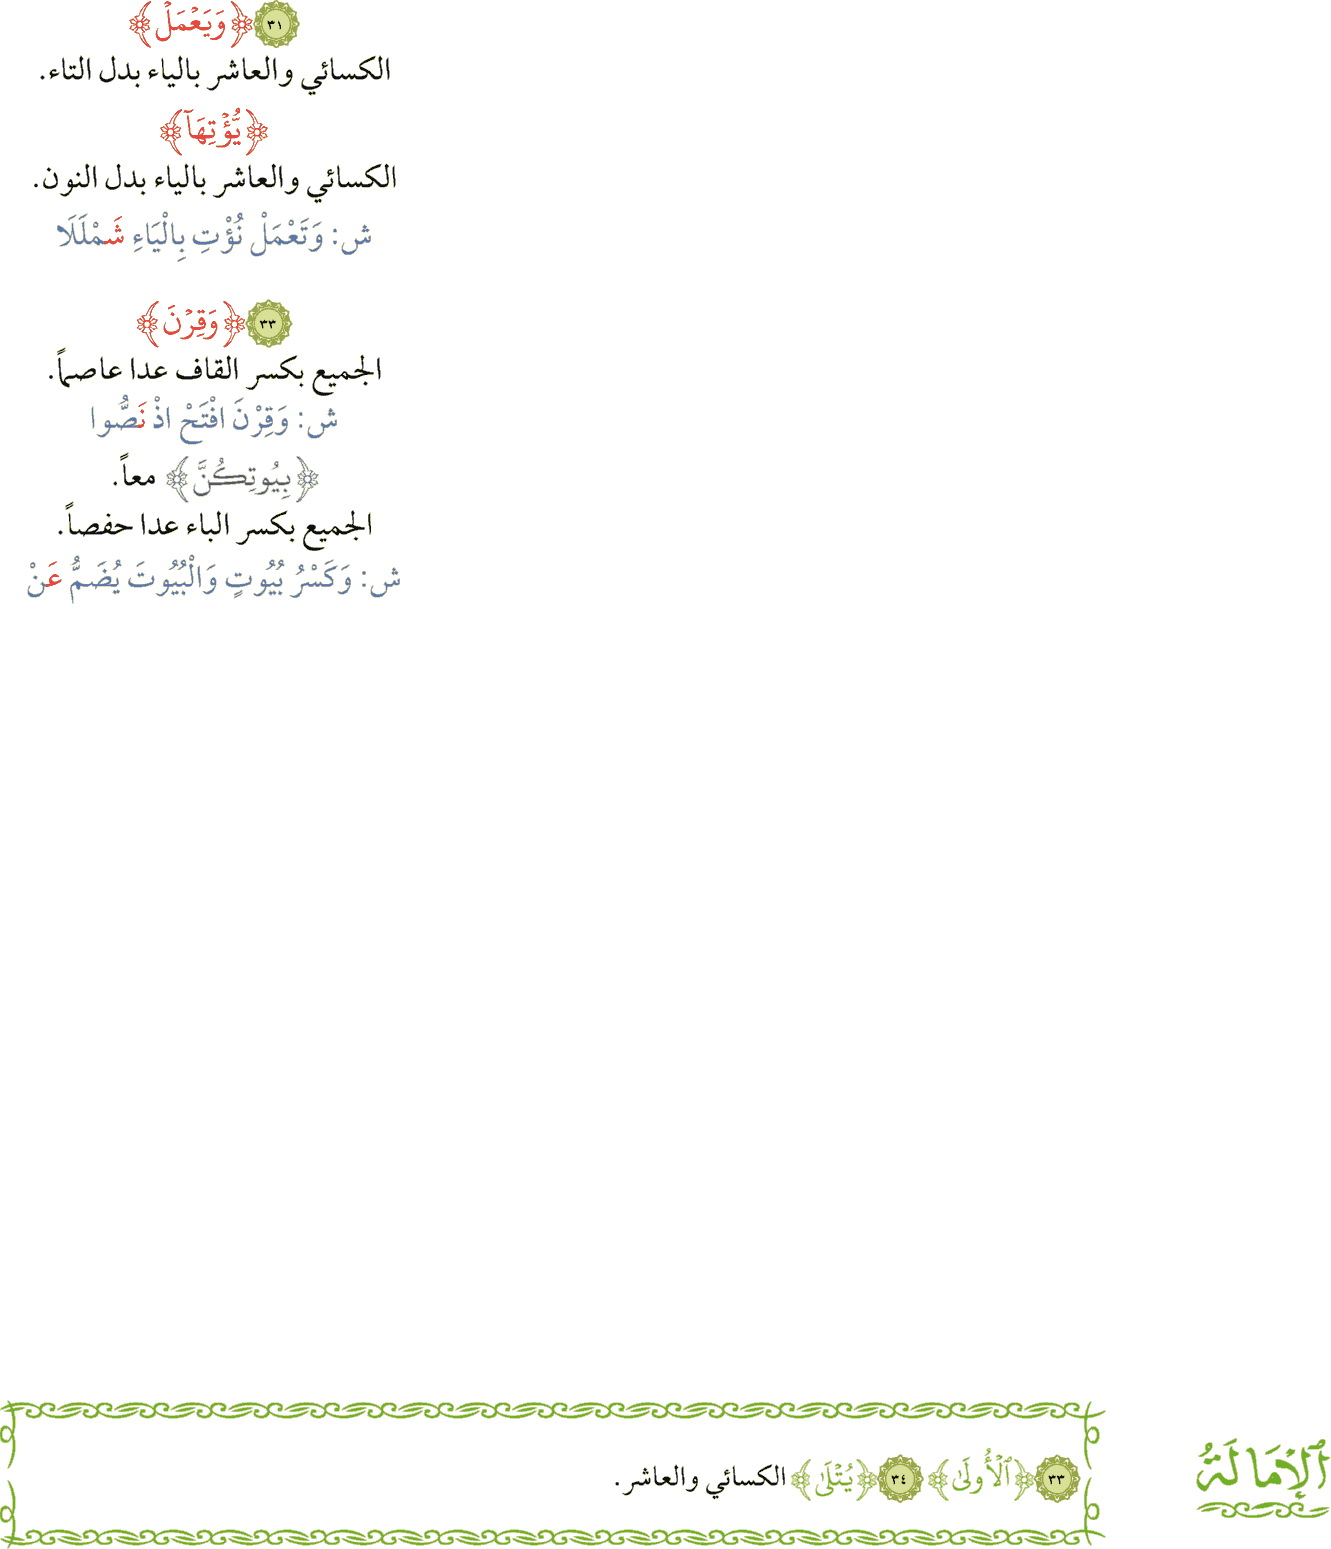 ٣١ ﴿وَيَعْمَلْ﴾
الكسائي والعاشر بالياء بدل التاء.
﴿يُّؤْتِهَآ﴾
الكسائي والعاشر بالياء بدل النون.
ش: وَتَعْمَلْ نُؤْتِ بِالْيَاءِ شَمْلَلَا
٣٣ ﴿وَقِرْنَ﴾
الجميع بكسر القاف عدا عاصماً.
ش: وَقِرْنَ افْتَحْ اذْ نَصُّوا
﴿بِيُوتِكُنَّ﴾ معاً.
الجميع بكسر الباء عدا حفصاً.
ش: وَكَسْرُ بُيُوتٍ وَالْبُيُوتَ يُضَمُّ عَنْ
ٱلْإِمَالَةُ
٣٣ ﴿ٱلْأُولَىٰ﴾ ٣٤ ﴿يُتْلَىٰ﴾ الكسائي والعاشر.